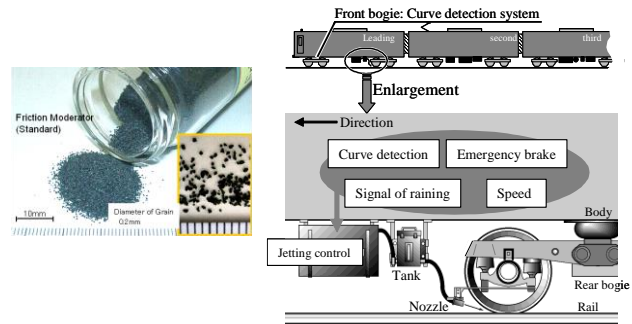 Friction Moderator
(Standard)
10mm
Diameter of Grain
0.2mm
Front bogie: Curve detection system
Leading
second
third
Enlargement
Direction
Curve detection
Emergency brake
Signal of raining
Speed
Body
Jetting control
Tank
Rear bogie
Nozzle
Rail